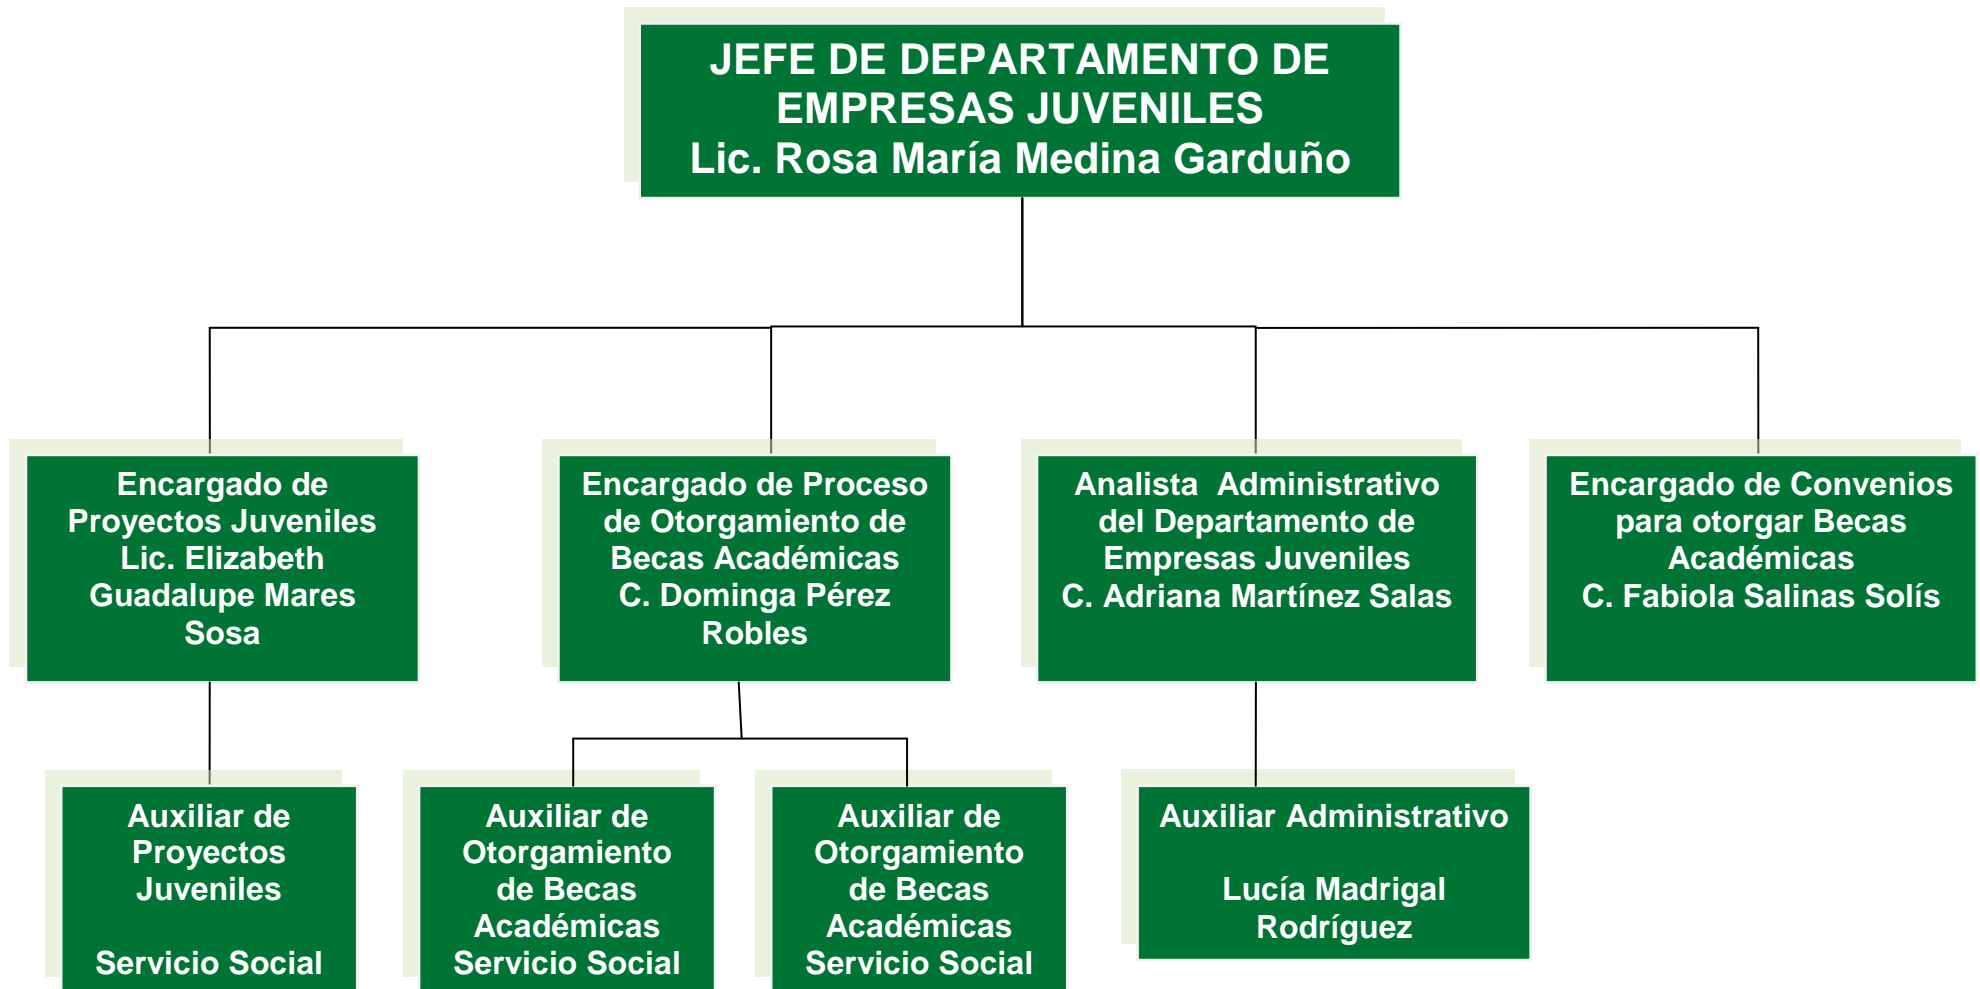 JEFE DE DEPARTAMENTO DE
EMPRESAS JUVENILES
Lic. Rosa María Medina Garduño
Encargado de
Proyectos Juveniles
Lic. Elizabeth
Guadalupe Mares
Sosa
Encargado de Proceso
de Otorgamiento de
Becas Académicas
C. Dominga Pérez
Robles
Analista  Administrativo
del Departamento de
Empresas Juveniles
C. Adriana Martínez Salas
Encargado de Convenios
para otorgar Becas
Académicas
C. Fabiola Salinas Solís
Auxiliar de
Proyectos
Juveniles
Servicio Social
Auxiliar de
Otorgamiento
de Becas
Académicas
Servicio Social
Auxiliar de
Otorgamiento
de Becas
Académicas
Servicio Social
Auxiliar Administrativo
Lucía Madrigal
Rodríguez